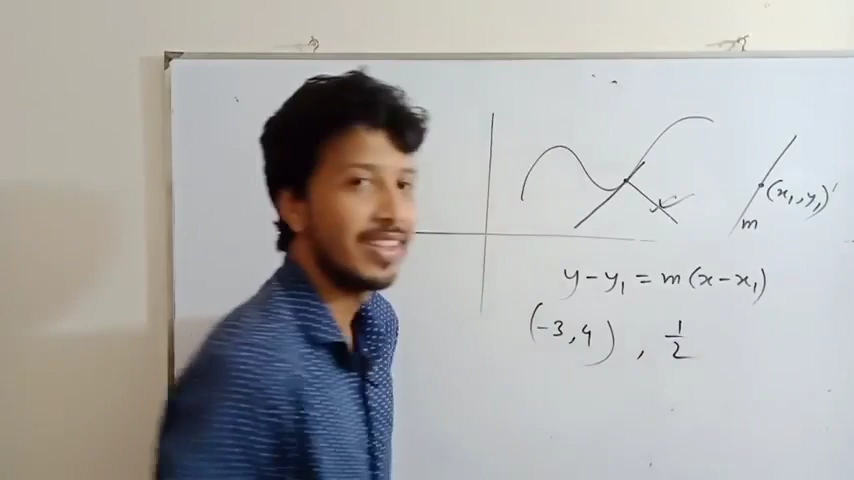 (x₁, y₁)
m
y - y₁ = m (x - x₁)
(-3, 4) , 1/2